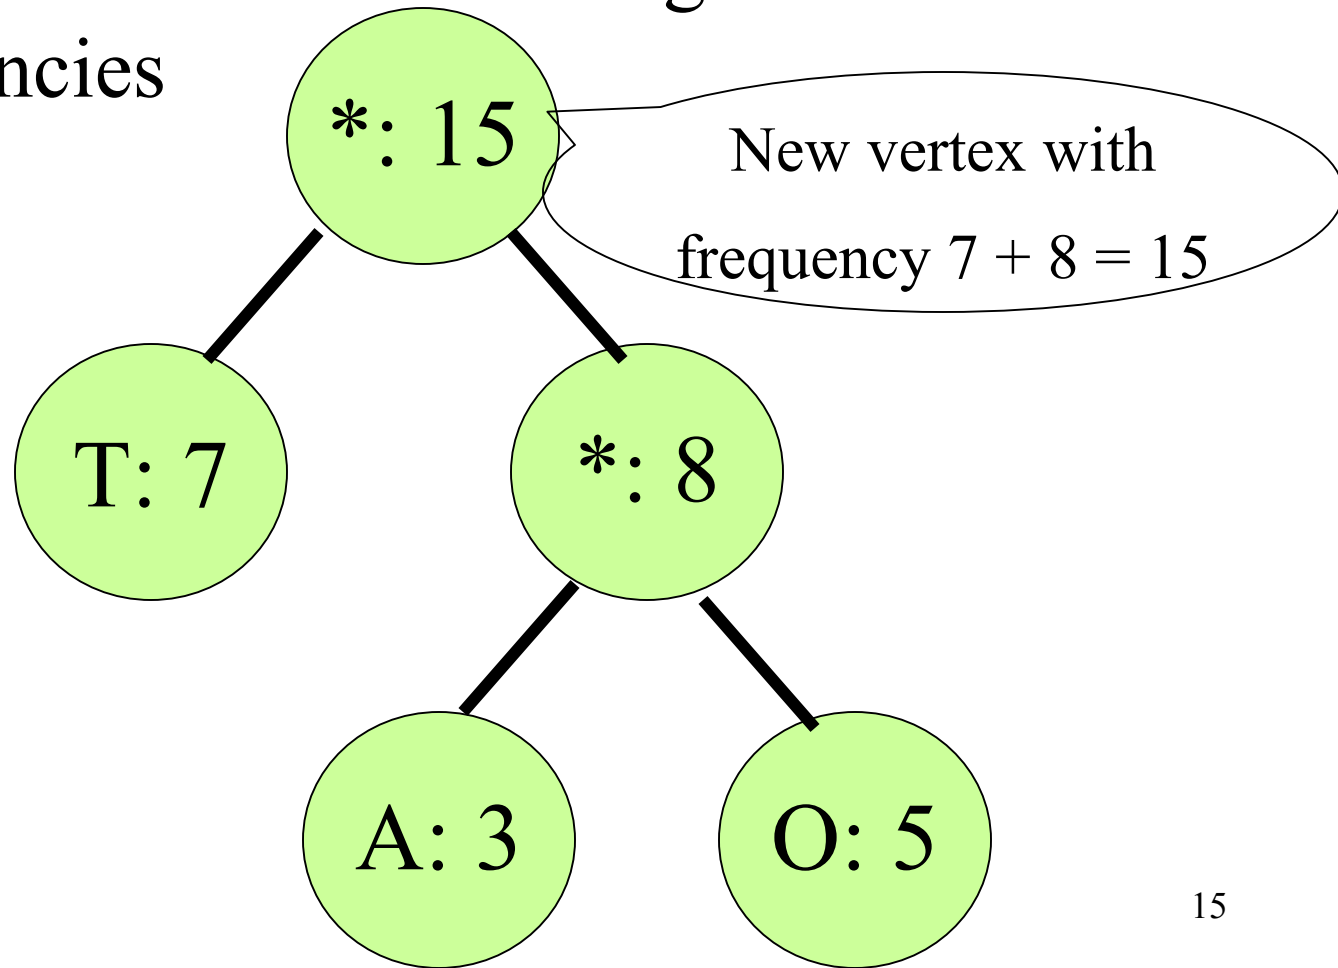 ncies
*: 15
New vertex with
frequency 7 + 8 = 15
T: 7
*: 8
A: 3
O: 5
15